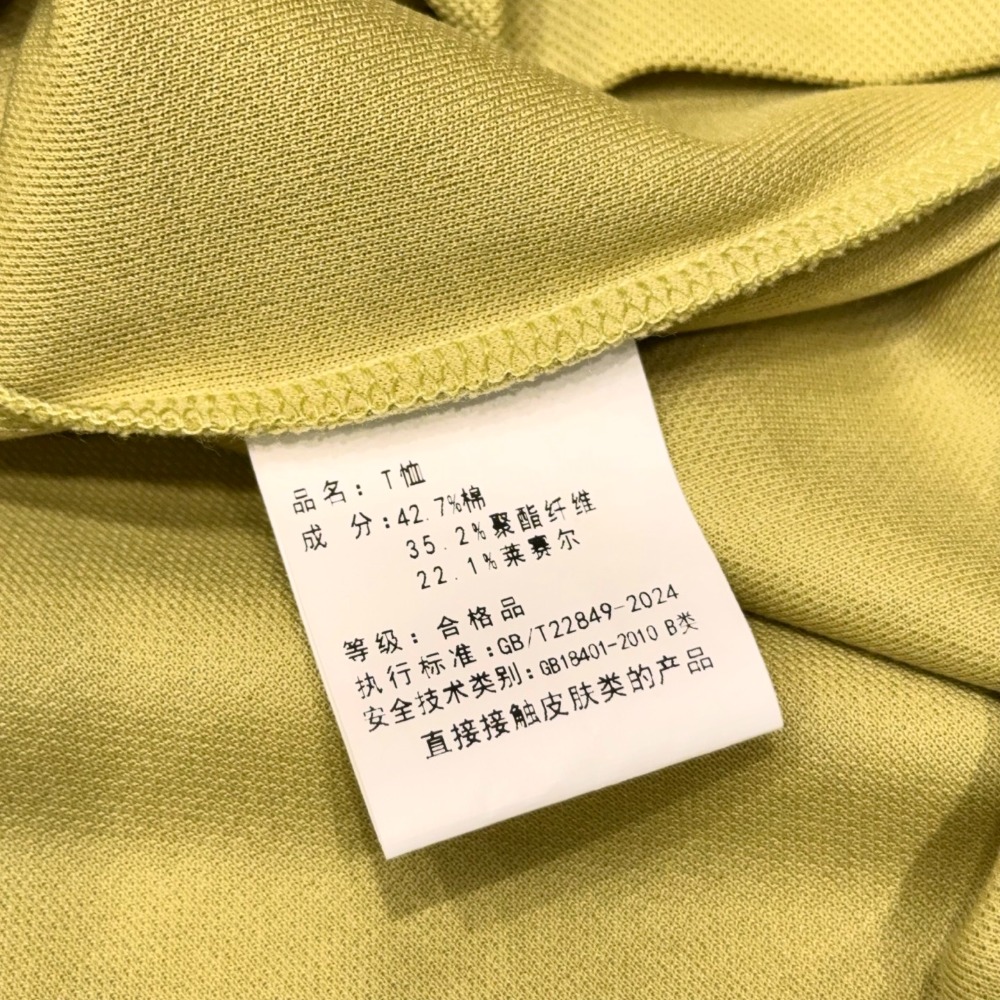 品名：T恤
成 分：42.7%棉
35.2%聚酯纤维
22.1%莱赛尔
等级：合格品
执行标准：GB/T22849-2024
安全技术类别：GB18401-2010 B类
直接接触皮肤类的产品